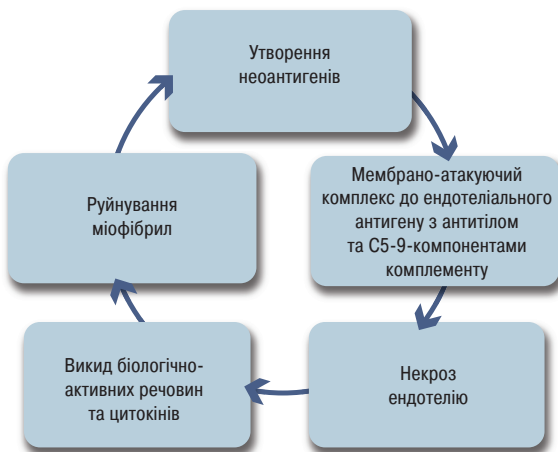 Утворення
неоантигенів
Мембрано-атакуючий
комплекс до ендотеліального
антигену з антитілом
та С5-9-компонентами
комплементу
Некроз
ендотелію
Викид біологічно-
активних речовин
та цитокінів
Руйнування
міофібрил